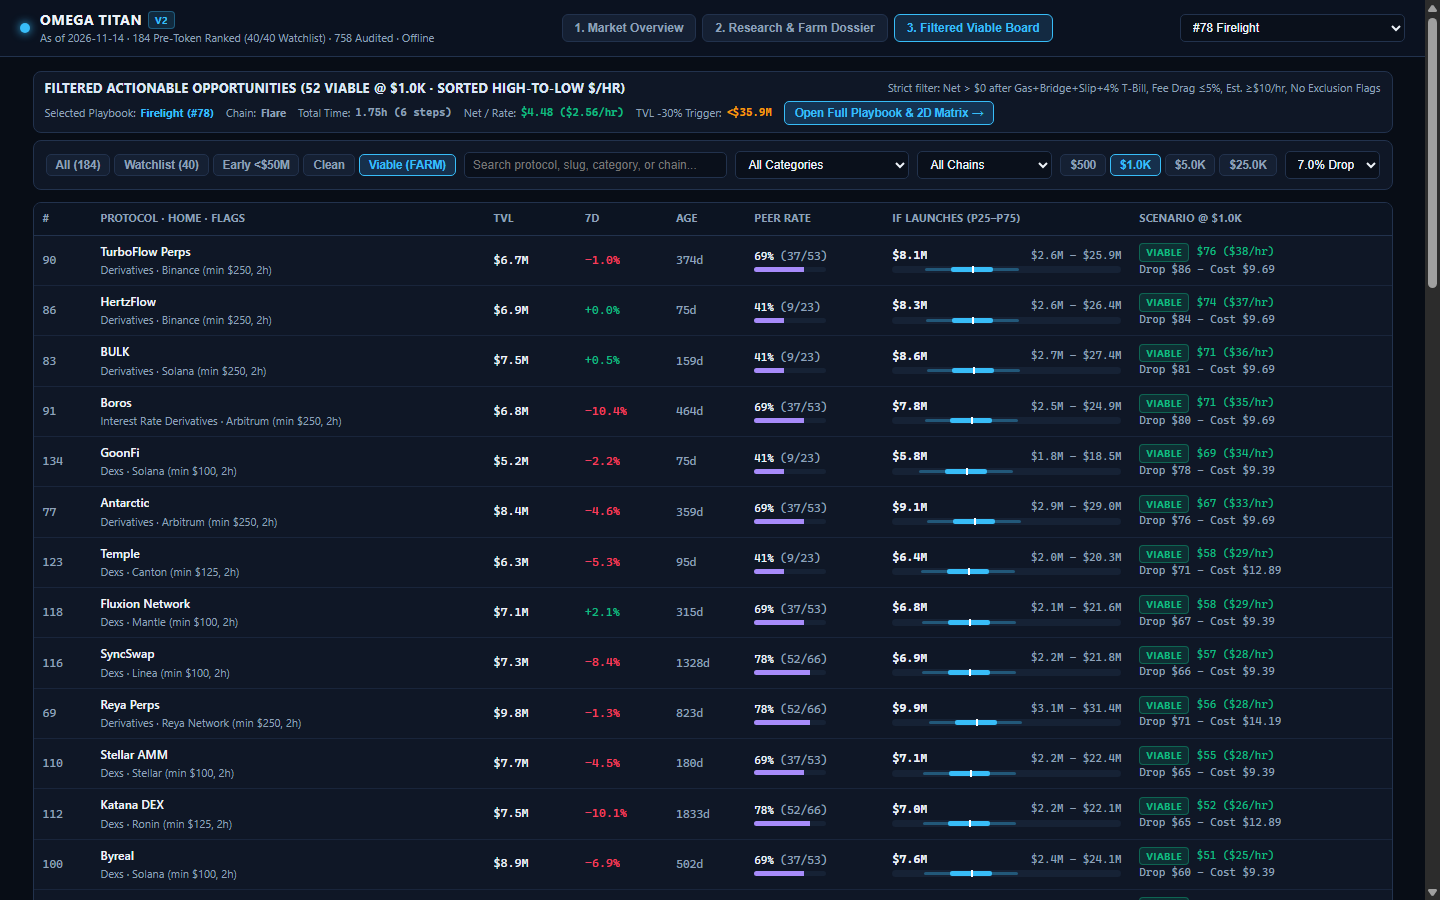 OMEGA TITAN V2
As of 2026-11-14 · 184 Pre-Token Ranked (40/40 Watchlist) · 758 Audited · Offline
1. Market Overview
2. Research & Farm Dossier
3. Filtered Viable Board
#78 Firelight
FILTERED ACTIONABLE OPPORTUNITIES (52 VIABLE @ $1.0K · SORTED HIGH-TO-LOW $/HR)
Strict filter: Net > $0 after Gas+Bridge+Slip+4% T-Bill, Fee Drag ≤5%, Est. ≥$10/hr, No Exclusion Flags
Selected Playbook: Firelight (#78) Chain: Flare Total Time: 1.75h (6 steps) Net / Rate: $4.48 ($2.56/hr) TVL -30% Trigger: <$35.9M Open Full Playbook & 2D Matrix →
All (184) Watchlist (40) Early <$50M Clean Viable (FARM) Search protocol, slug, category, or chain... All Categories All Chains $500 $1.0K $5.0K $25.0K 7.0% Drop
# PROTOCOL · HOME · FLAGS TVL 7D AGE PEER RATE IF LAUNCHES (P25–P75) SCENARIO @ $1.0K
90 TurboFlow Perps $6.7M −1.0% 374d 69% (37/53) $8.1M $2.6M – $25.9M VIABLE $76 ($38/hr)
Derivatives · Binance (min $250, 2h) Drop $86 − Cost $9.69
86 HertzFlow $6.9M +0.0% 75d 41% (9/23) $8.3M $2.6M – $26.4M VIABLE $74 ($37/hr)
Derivatives · Binance (min $250, 2h) Drop $84 − Cost $9.69
83 BULK $7.5M +0.5% 159d 41% (9/23) $8.6M $2.7M – $27.4M VIABLE $71 ($36/hr)
Derivatives · Solana (min $250, 2h) Drop $81 − Cost $9.69
91 Boros $6.8M −10.4% 464d 69% (37/53) $7.8M $2.5M – $24.9M VIABLE $71 ($35/hr)
Interest Rate Derivatives · Arbitrum (min $250, 2h) Drop $80 − Cost $9.69
134 GoonFi $5.2M −2.2% 75d 41% (9/23) $5.8M $1.8M – $18.5M VIABLE $69 ($34/hr)
Dexs · Solana (min $100, 2h) Drop $78 − Cost $9.39
77 Antarctic $8.4M −4.6% 359d 69% (37/53) $9.1M $2.9M – $29.0M VIABLE $67 ($33/hr)
Derivatives · Arbitrum (min $250, 2h) Drop $76 − Cost $9.69
123 Temple $6.3M −5.3% 95d 41% (9/23) $6.4M $2.0M – $20.3M VIABLE $58 ($29/hr)
Dexs · Canton (min $125, 2h) Drop $71 − Cost $12.89
118 Fluxion Network $7.1M +2.1% 315d 69% (37/53) $6.8M $2.1M – $21.6M VIABLE $58 ($29/hr)
Dexs · Mantle (min $100, 2h) Drop $67 − Cost $9.39
116 SyncSwap $7.3M −8.4% 1328d 78% (52/66) $6.9M $2.2M – $21.8M VIABLE $57 ($28/hr)
Dexs · Linea (min $100, 2h) Drop $66 − Cost $9.39
69 Reya Perps $9.8M −1.3% 823d 78% (52/66) $9.9M $3.1M – $31.4M VIABLE $56 ($28/hr)
Derivatives · Reya Network (min $250, 2h) Drop $71 − Cost $14.19
110 Stellar AMM $7.7M −4.5% 180d 69% (37/53) $7.1M $2.2M – $22.4M VIABLE $55 ($28/hr)
Dexs · Stellar (min $100, 2h) Drop $65 − Cost $9.39
112 Katana DEX $7.5M −10.1% 1833d 78% (52/66) $7.0M $2.2M – $22.1M VIABLE $52 ($26/hr)
Dexs · Ronin (min $125, 2h) Drop $65 − Cost $12.89
100 Byreal $8.9M −6.9% 502d 69% (37/53) $7.6M $2.4M – $24.1M VIABLE $51 ($25/hr)
Dexs · Solana (min $100, 2h) Drop $60 − Cost $9.39